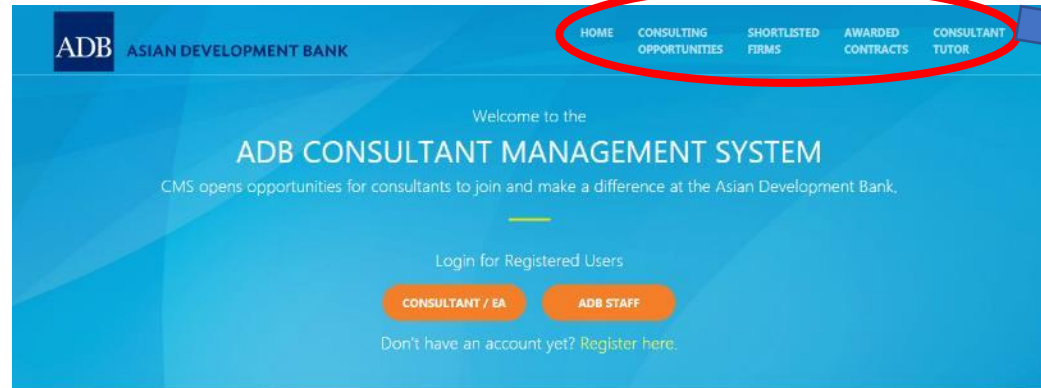 ADB ASIAN DEVELOPMENT BANK
HOME
CONSULTING
OPPORTUNITIES
SHORTLISTED
FIRMS
AWARDED
CONTRACTS
CONSULTANT
TUTOR
Welcome to the
ADB CONSULTANT MANAGEMENT SYSTEM
CMS opens opportunities for consultants to join and make a difference at the Asian Development Bank.
Login for Registered Users
CONSULTANT / EA
ADB STAFF
Don't have an account yet? Register here.